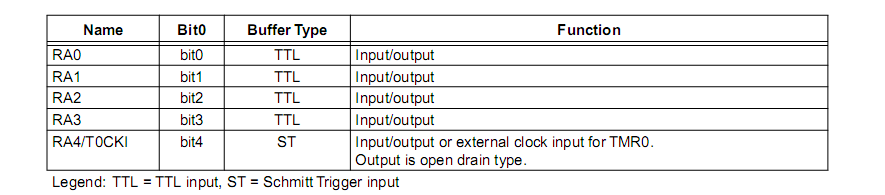 Name Bit0 Buffer Type Function
RA0 bit0 TTL Input/output
RA1 bit1 TTL Input/output
RA2 bit2 TTL Input/output
RA3 bit3 TTL Input/output
RA4/T0CKI bit4 ST Input/output or external clock input for TMR0.
Output is open drain type.
Legend: TTL = TTL input, ST = Schmitt Trigger input